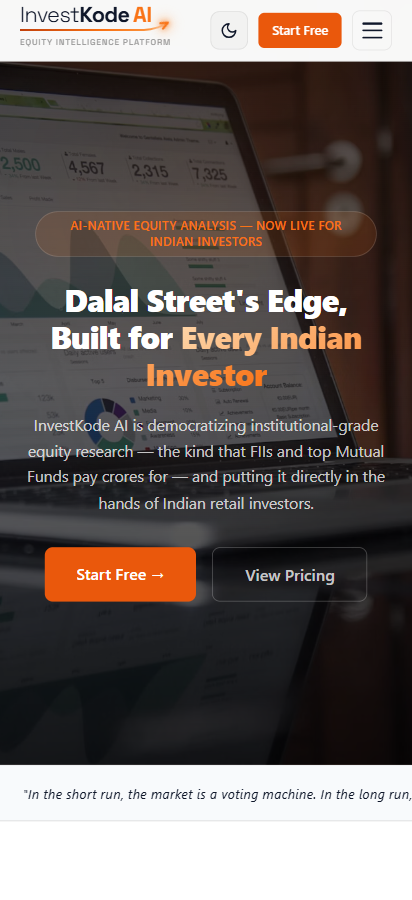 InvestKode AI
EQUITY INTELLIGENCE PLATFORM
Start Free
2,500
4,567
2,315
7,325
AI-NATIVE EQUITY ANALYSIS — NOW LIVE FOR
INDIAN INVESTORS
Dalal Street's Edge,
Built for Every Indian
Investor
InvestKode AI is democratizing institutional-grade
equity research — the kind that FIIs and top Mutual
Funds pay crores for — and putting it directly in the
hands of Indian retail investors.
Start Free →
View Pricing
"In the short run, the market is a voting machine. In the long run,